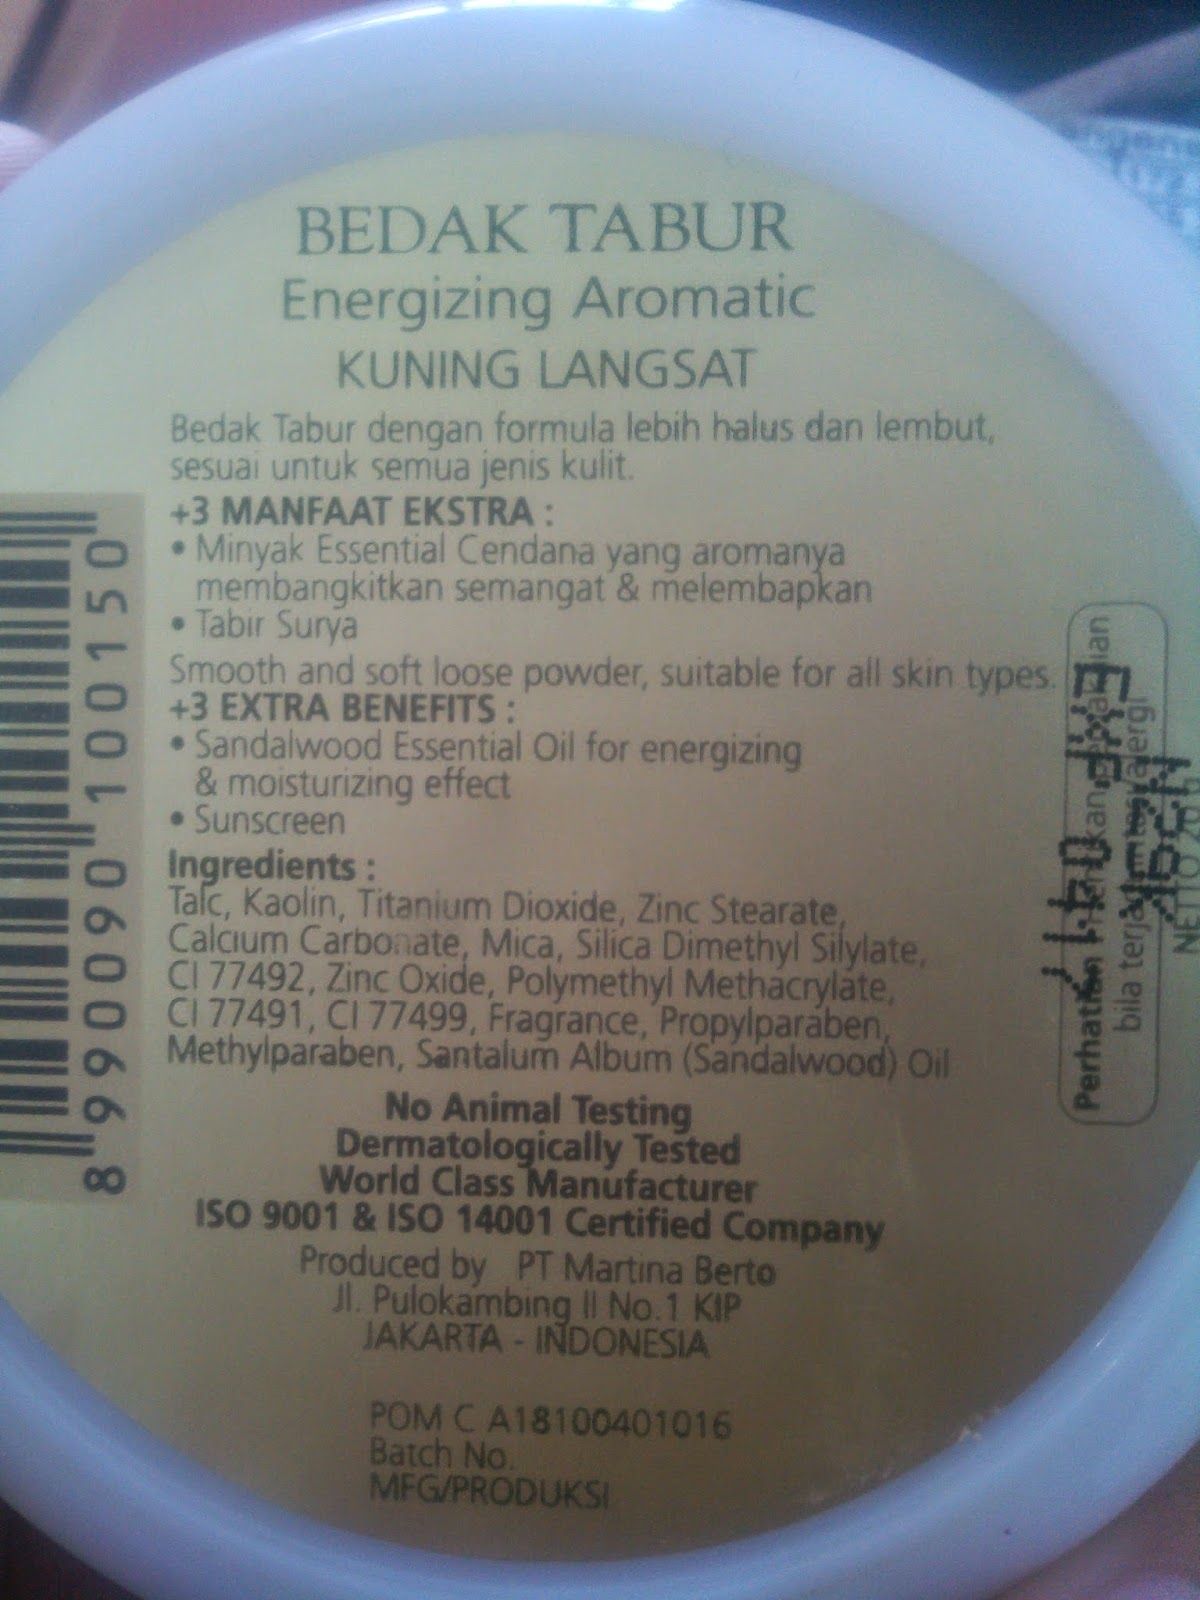 BEDAK TABUR
Energizing Aromatic
KUNING LANGSAT
Bedak Tabur dengan formula lebih halus dan lembut,
sesuai untuk semua jenis kulit.
+3 MANFAAT EKSTRA :
• Minyak Essential Cendana yang aromanya
membangkitkan semangat & melembapkan
• Tabir Surya
Smooth and soft loose powder, suitable for all skin types.
+3 EXTRA BENEFITS :
• Sandalwood Essential Oil for energizing
& moisturizing effect
• Sunscreen
Ingredients :
Talc, Kaolin, Titanium Dioxide, Zinc Stearate,
Calcium Carbonate, Mica, Silica Dimethyl Silylate,
CI 77492, Zinc Oxide, Polymethyl Methacrylate,
CI 77491, CI 77499, Fragrance, Propylparaben,
Methylparaben, Santalum Album (Sandalwood) Oil
No Animal Testing
Dermatologically Tested
World Class Manufacturer
ISO 9001 & ISO 14001 Certified Company
Produced by PT Martina Berto
Jl. Pulokambing II No.1 KIP
JAKARTA - INDONESIA
POM C A18100401016
Batch No.
MFG/PRODUKSI
8 990090 100150
Perhatian
bila
EXP
NETTO